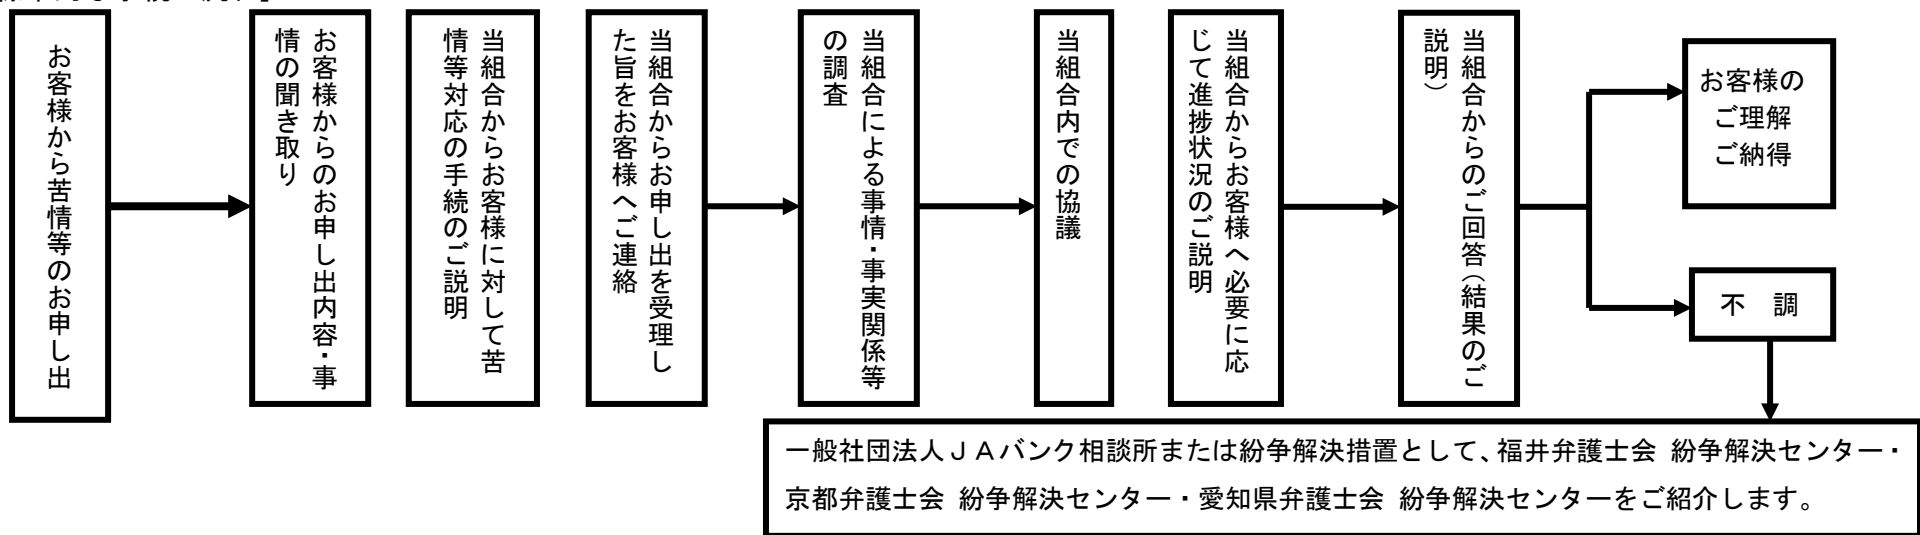 お客様から苦情等のお申し出
お客様からのお申し出内容・事
情の聞き取り
当組合からお客様に対して苦
情等対応の手続のご説明
当組合からお申し出を受理し
た旨をお客様へご連絡
当組合による事情・事実関係等
の調査
当組合内での協議
当組合からお客様へ必要に応
じて進捗状況のご説明
当組合からのご回答（結果のご
説明）
お客様の
ご理解
ご納得
不 調
一般社団法人ＪＡバンク相談所または紛争解決措置として、福井弁護士会 紛争解決センター・
京都弁護士会 紛争解決センター・愛知県弁護士会 紛争解決センターをご紹介します。